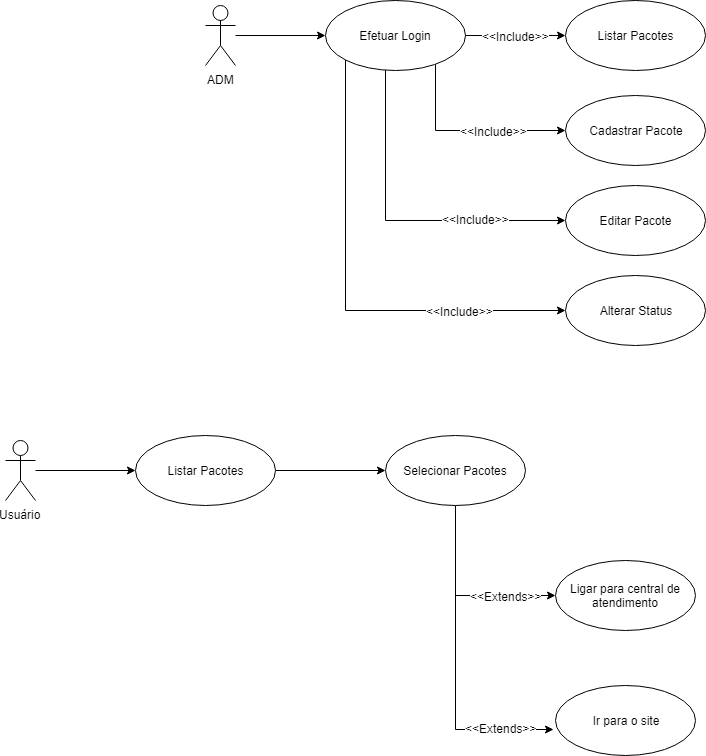 Efetuar Login
<<Include>>
Listar Pacotes
ADM
<<Include>>
Cadastrar Pacote
<<Include>>
Editar Pacote
<<Include>>
Alterar Status
Usuário
Listar Pacotes
Selecionar Pacotes
<<Extends>>
Ligar para central de
atendimento
<<Extends>>
Ir para o site